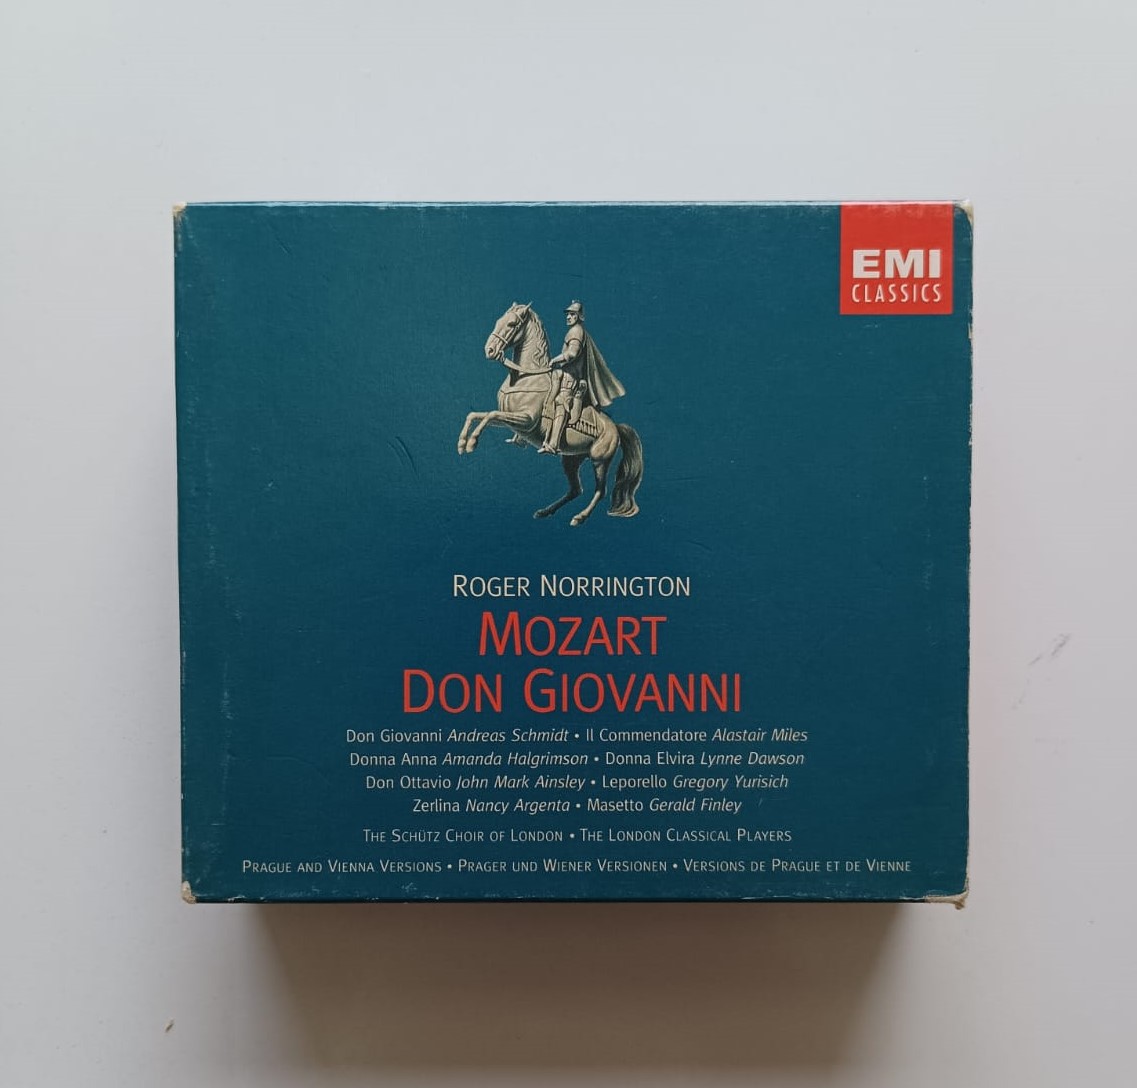 EMI
CLASSICS
ROGER NORRINGTON
MOZART
DON GIOVANNI
Don Giovanni Andreas Schmidt • Il Commendatore Alastair Miles
Donna Anna Amanda Halgrimson • Donna Elvira Lynne Dawson
Don Ottavio John Mark Ainsley • Leporello Gregory Yurisich
Zerlina Nancy Argenta • Masetto Gerald Finley
THE SCHÜTZ CHOIR OF LONDON • THE LONDON CLASSICAL PLAYERS
PRAGUE AND VIENNA VERSIONS • PRAGER UND WIENER VERSIONEN • VERSIONS DE PRAGUE ET DE VIENNE